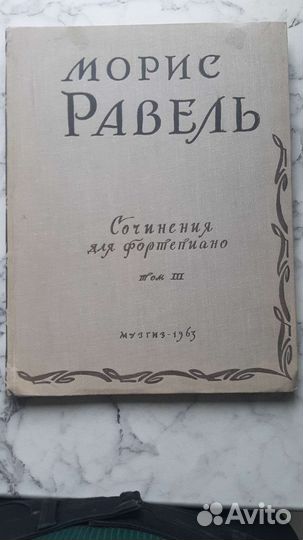 МОРИС
РАВЕЛЬ
Сочинения
для фортепиано
том III
МУЗГИЗ-1963
Avito